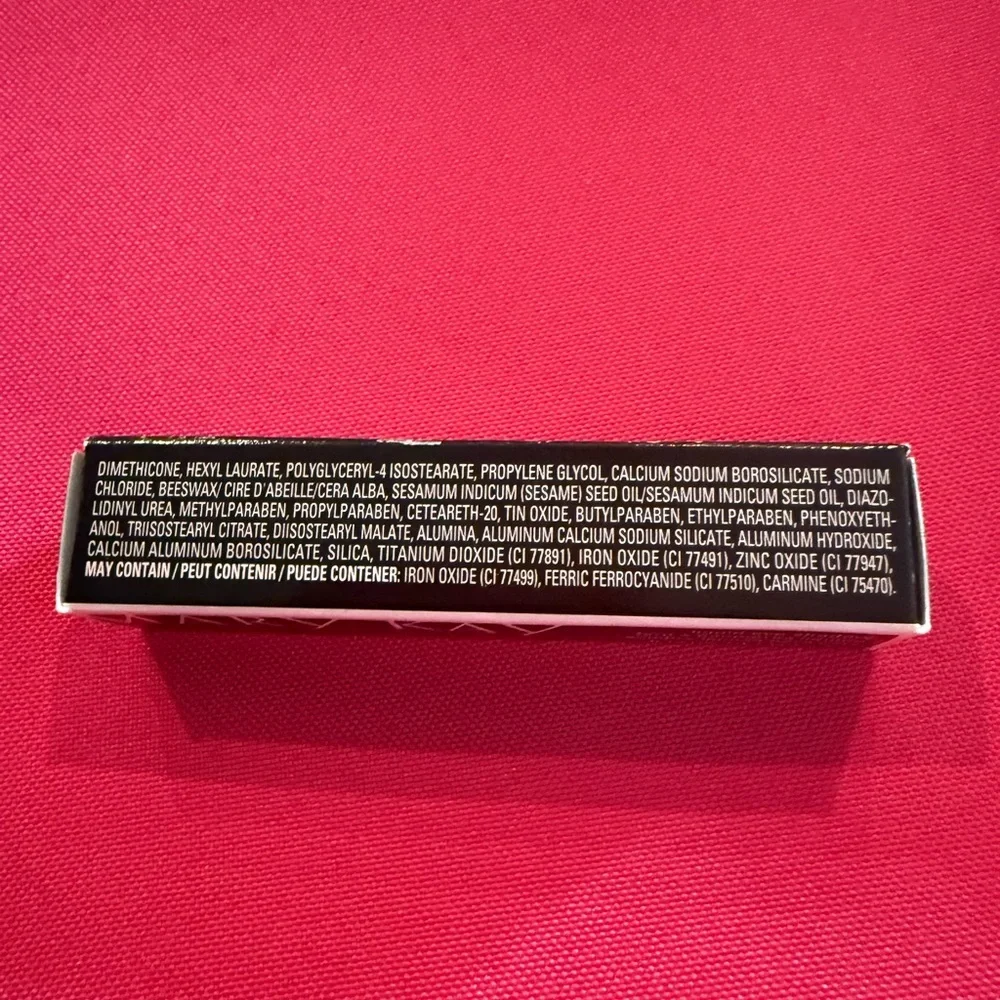 DIMETHICONE, HEXYL LAURATE, POLYGLYCERYL-4 ISOSTEARATE, PROPYLENE GLYCOL, CALCIUM SODIUM BOROSILICATE, SODIUM
CHLORIDE, BEESWAX/ CIRE D'ABEILLE/CERA ALBA, SESAMUM INDICUM (SESAME) SEED OIL/SESAMUM INDICUM SEED OIL, DIAZO-
LIDINYL UREA, METHYLPARABEN, PROPYLPARABEN, CETEARETH-20, TIN OXIDE, BUTYLPARABEN, ETHYLPARABEN, PHENOXYETH-
ANOL, TRIISOSTEARYL CITRATE, DIISOSTEARYL MALATE, ALUMINA, ALUMINUM CALCIUM SODIUM SILICATE, ALUMINUM HYDROXIDE,
CALCIUM ALUMINUM BOROSILICATE, SILICA, TITANIUM DIOXIDE (CI 77891), IRON OXIDE (CI 77491), ZINC OXIDE (CI 77947),
MAY CONTAIN / PEUT CONTENIR / PUEDE CONTENER: IRON OXIDE (CI 77499), FERRIC FERROCYANIDE (CI 77510), CARMINE (CI 75470).
MARY KAY